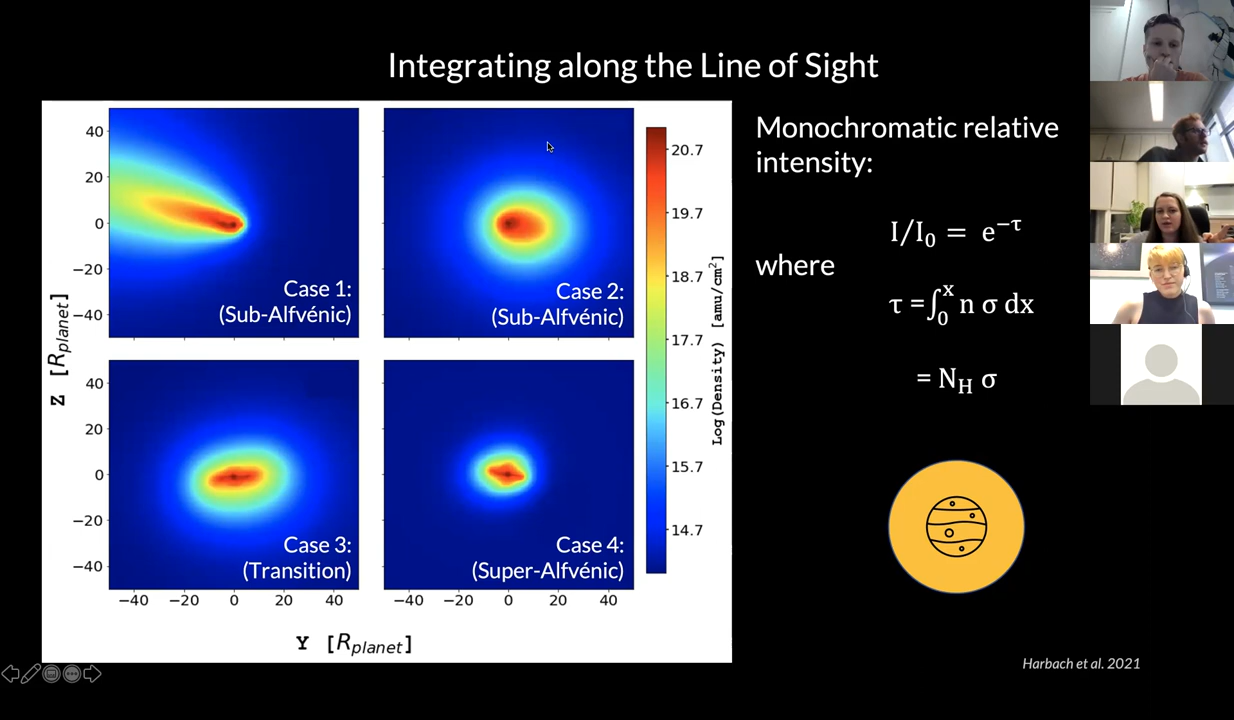 Integrating along the Line of Sight
Z [R_planet]
40
20
0
−20
−40
Case 1:
(Sub-Alfvénic)
Case 2:
(Sub-Alfvénic)
40
20
0
−20
−40
Case 3:
(Transition)
Case 4:
(Super-Alfvénic)
−40 −20 0 20 40
−40 −20 0 20 40
Y [R_planet]
20.7
19.7
18.7
17.7
16.7
15.7
14.7
Log(Density) [amu/cm²]
Monochromatic relative
intensity:
I/I₀ = e^−τ
where
τ =∫₀ˣ n σ dx
= N_H σ
Harbach et al. 2021